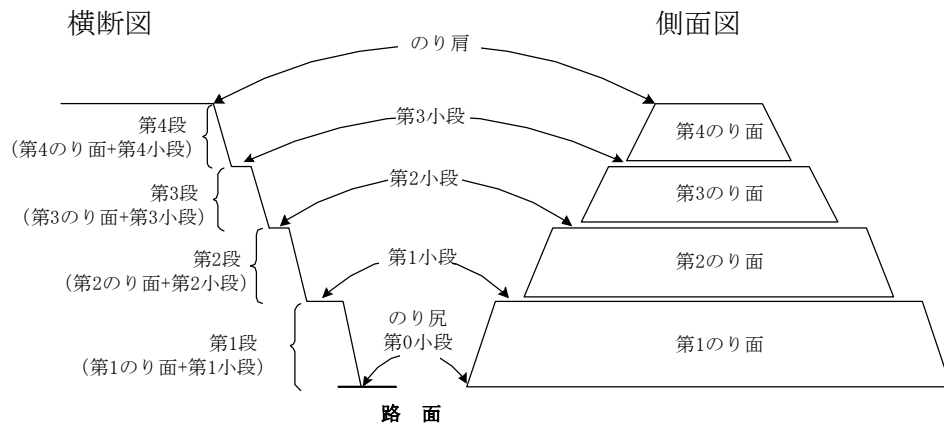 横断図
側面図
のり肩
第4段
（第4のり面+第4小段）
第3小段
第4のり面
第3段
（第3のり面+第3小段）
第2小段
第3のり面
第2段
（第2のり面+第2小段）
第1小段
第2のり面
のり尻
第0小段
第1段
（第1のり面+第1小段）
第1のり面
路　面